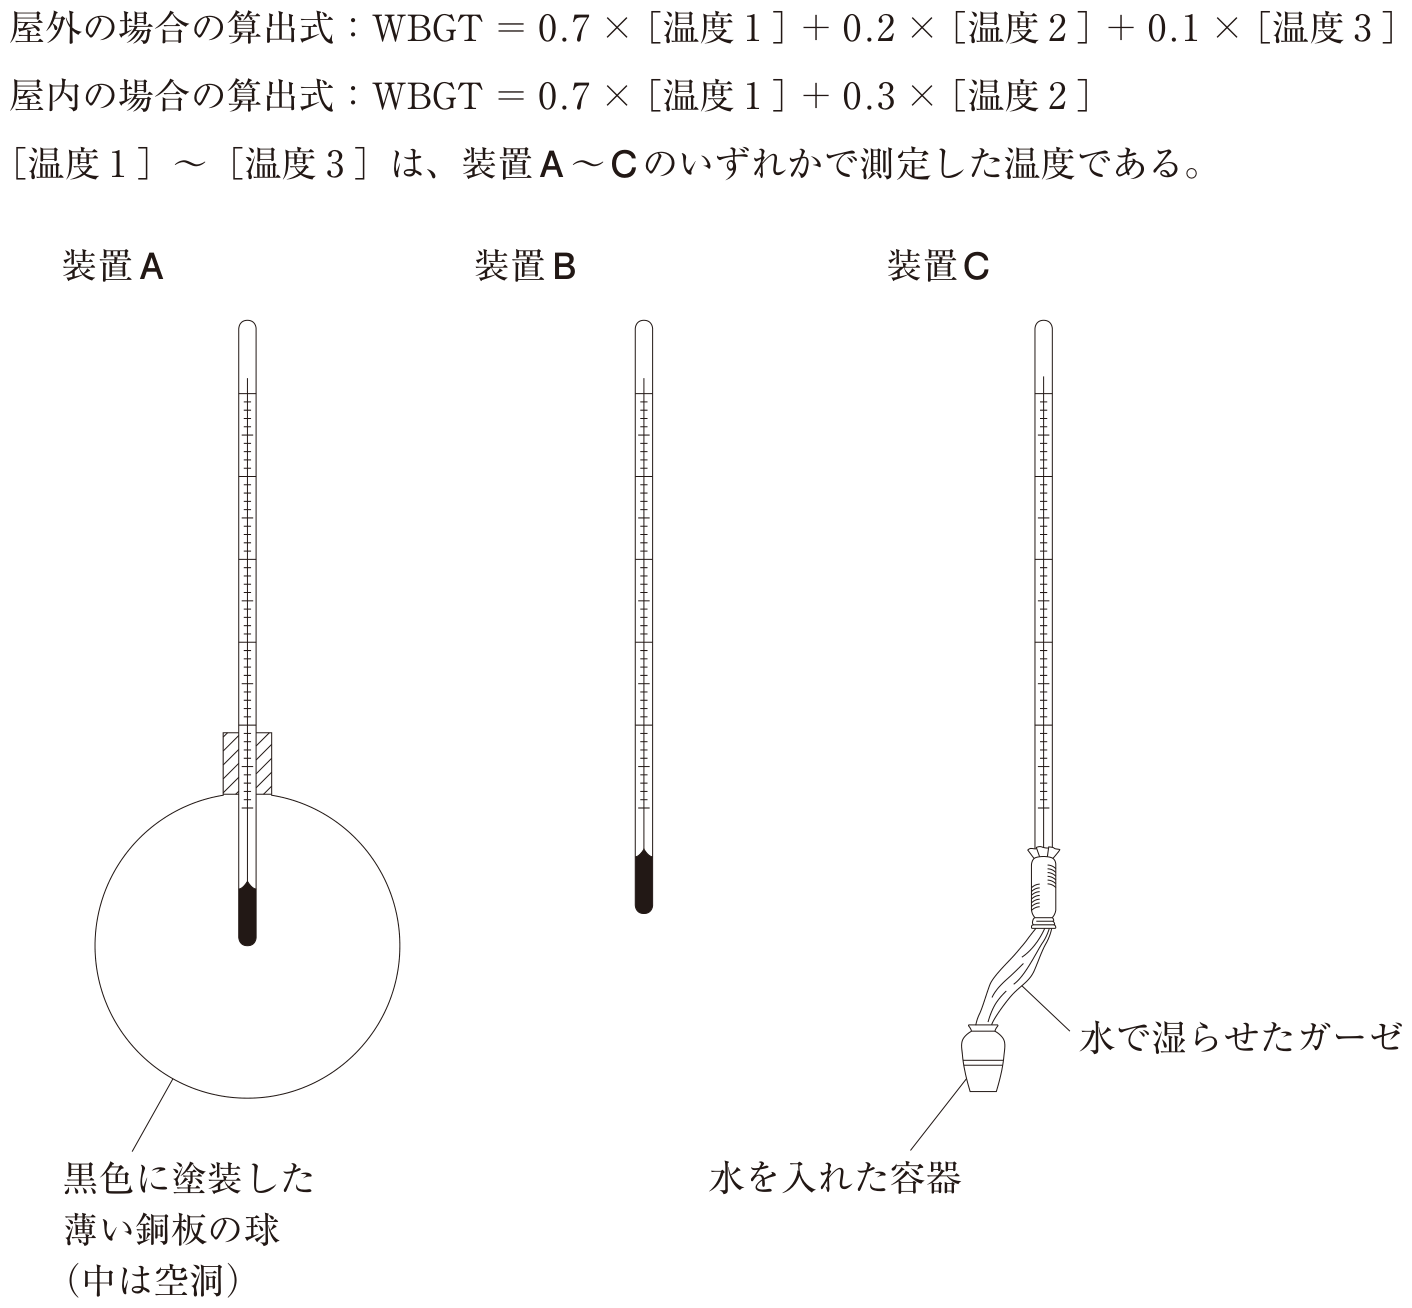 屋外の場合の算出式：WBGT ＝ 0.7 × ［温度１］＋ 0.2 × ［温度２］＋ 0.1 × ［温度３］
屋内の場合の算出式：WBGT ＝ 0.7 × ［温度１］＋ 0.3 × ［温度２］
［温度１］～［温度３］は、装置A～Cのいずれかで測定した温度である。
装置A
装置B
装置C
水で湿らせたガーゼ
水を入れた容器
黒色に塗装した
薄い銅板の球
（中は空洞）